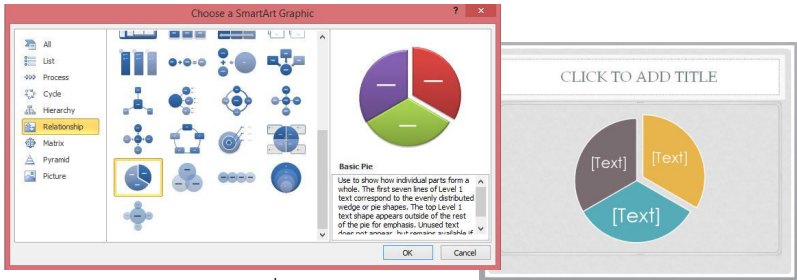 Choose a SmartArt Graphic
?
×
All
List
Process
Cycle
Hierarchy
Relationship
Matrix
Pyramid
Picture
Basic Pie
Use to show how individual parts form a
whole. The first seven lines of Level 1
text correspond to the evenly distributed
wedge or pie shapes. The top Level 1
text shape appears outside of the rest
of the pie for emphasis. Unused text
does not appear, but remains available if
OK
Cancel
CLICK TO ADD TITLE
[Text]
[Text]
[Text]